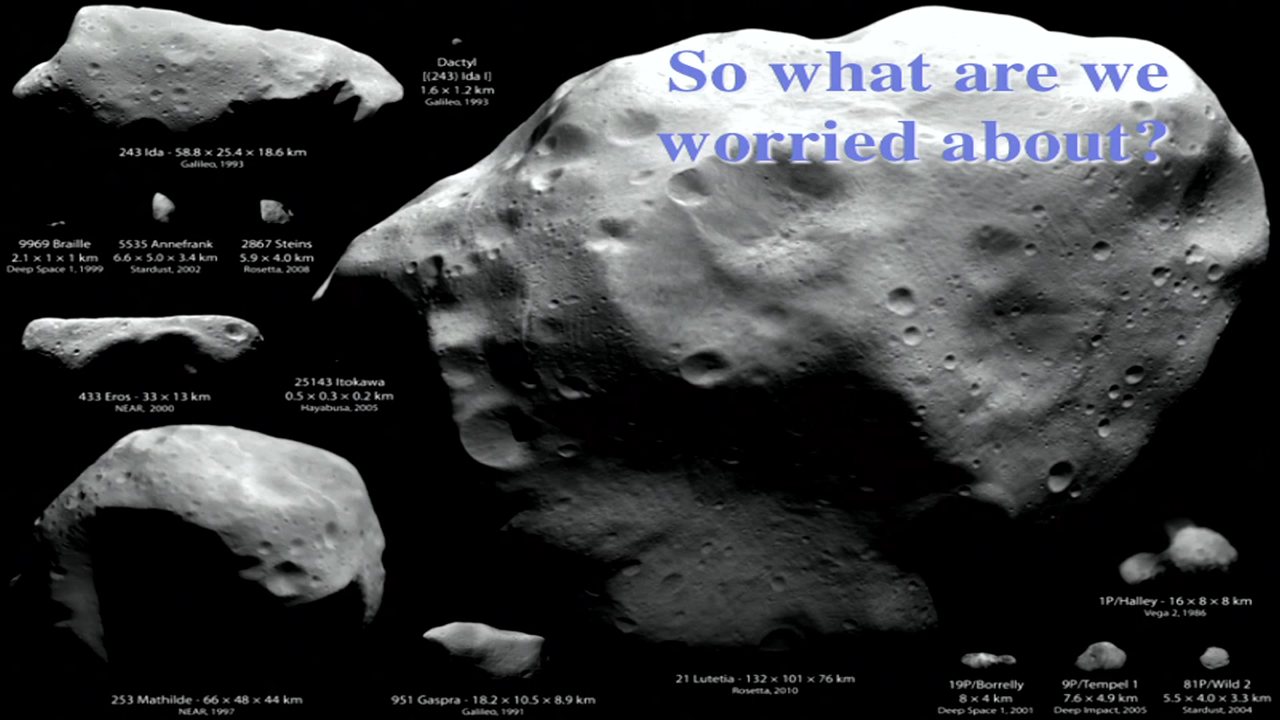 So what are we
worried about?
Dactyl
[(243) Ida I]
1.6 × 1.2 km
Galileo, 1993
243 Ida - 58.8 × 25.4 × 18.6 km
Galileo, 1993
9969 Braille
2.1 × 1 × 1 km
Deep Space 1, 1999
5535 Annefrank
6.6 × 5.0 × 3.4 km
Stardust, 2002
2867 Steins
5.9 × 4.0 km
Rosetta, 2008
433 Eros - 33 × 13 km
NEAR, 2000
25143 Itokawa
0.5 × 0.3 × 0.2 km
Hayabusa, 2005
253 Mathilde - 66 × 48 × 44 km
NEAR, 1997
951 Gaspra - 18.2 × 10.5 × 8.9 km
Galileo, 1991
21 Lutetia - 132 × 101 × 76 km
Rosetta, 2010
1P/Halley - 16 × 8 × 8 km
Vega 2, 1986
19P/Borrelly
8 × 4 km
Deep Space 1, 2001
9P/Tempel 1
7.6 × 4.9 km
Deep Impact, 2005
81P/Wild 2
5.5 × 4.0 × 3.3 km
Stardust, 2004